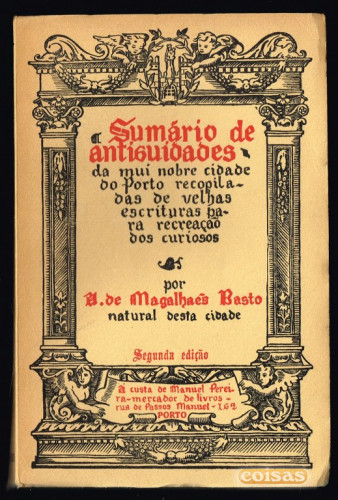 Sumário de
antiguidades
da mui nobre cidade
do Porto recopila-
das de velhas
escrituras pa-
ra recreação
dos curiosos
por
A. de Magalhaẽs Basto
natural desta cidade
Segunda edição
Á custa de Manuel Perei-
ra-mercador de livros-
rua de Passos Manuel-162
PORTO
coisas